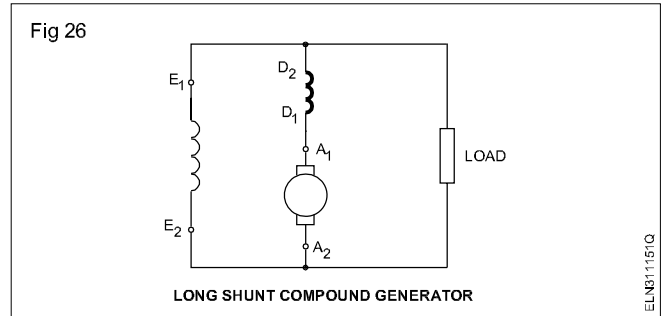 Fig 26
E1
D2
D1
A1
LOAD
E2
A2
LONG SHUNT COMPOUND GENERATOR
ELN311151Q